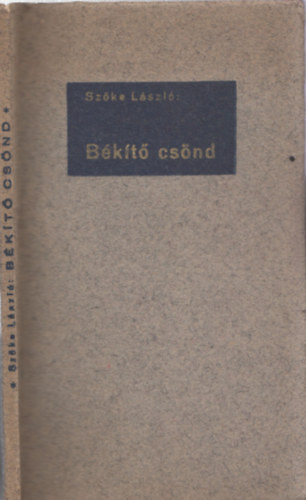 Szőke László:
Békítő csönd
* Szőke László: BÉKÍTŐ CSÖND *